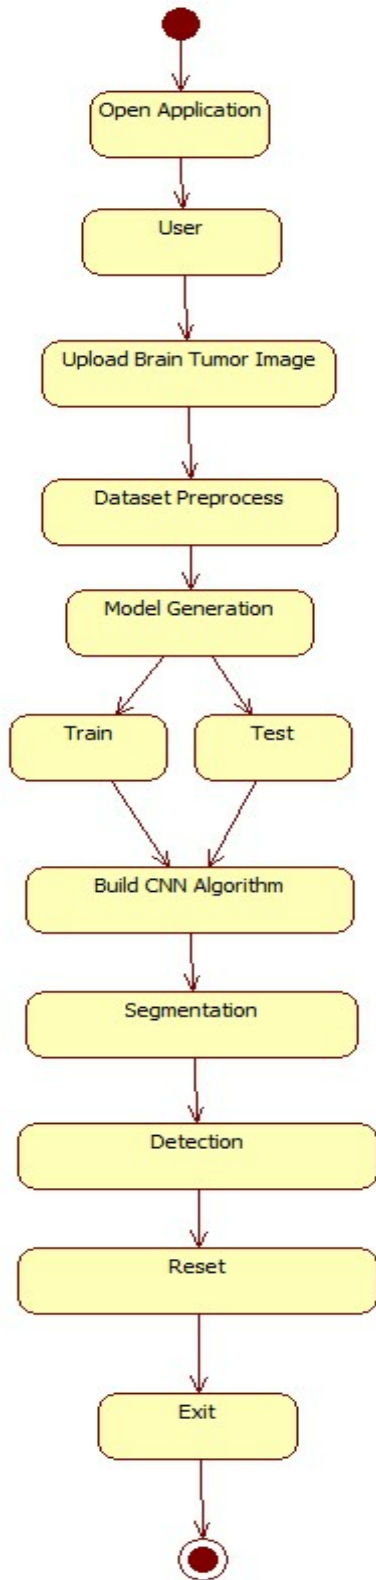 Open Application
User
Upload Brain Tumor Image
Dataset Preprocess
Model Generation
Train
Test
Build CNN Algorithm
Segmentation
Detection
Reset
Exit